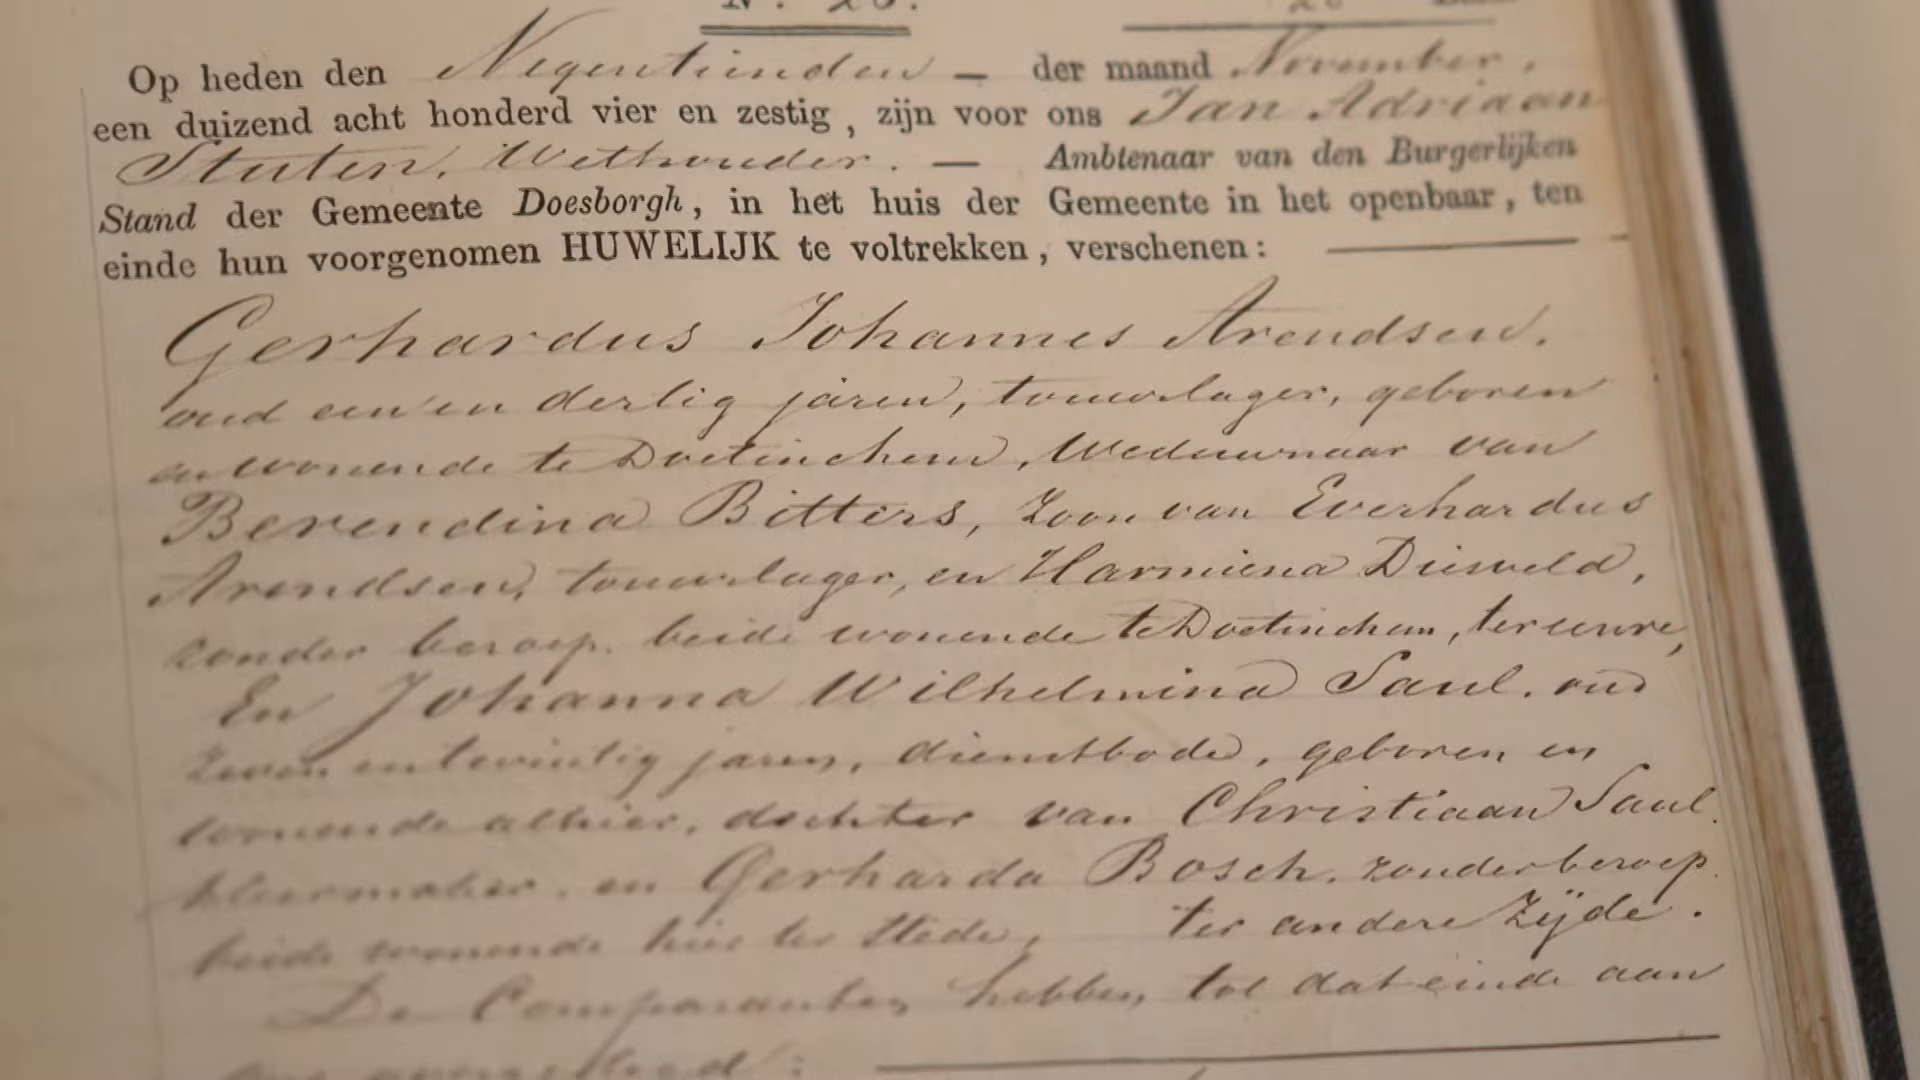 Op heden den Negentienden — der maand November.
een duizend acht honderd vier en zestig, zijn voor ons Jan Adriaan
Stuten, Wethouder. — Ambtenaar van den Burgerlijken
Stand der Gemeente Doesborgh, in het huis der Gemeente in het openbaar, ten
einde hun voorgenomen HUWELIJK te voltrekken, verschenen:
Gerhardus Johannes Arendsen.
oud een en dertig jaren, touwslager, geboren
en wonende te Doetinchem, Weduwnaar van
Berendina Bitters, Zoon van Everhardus
Arendsen, touwslager, en Harmiena
zonder beroep. beide wonende te Doetinchem, ter eenre,
En Johanna Wilhelmina Saul. oud
Zeven en twintig jaren, dienstbode, geboren en
wonende alhier, dochter van Christiaan Saul.
kleermaker. en Gerharda Bosch. zonder beroep.
beide wonende hier ter Stede, ter andere Zijde.
De Comparanten hebben, tot dat einde aan
ons overgelegd: